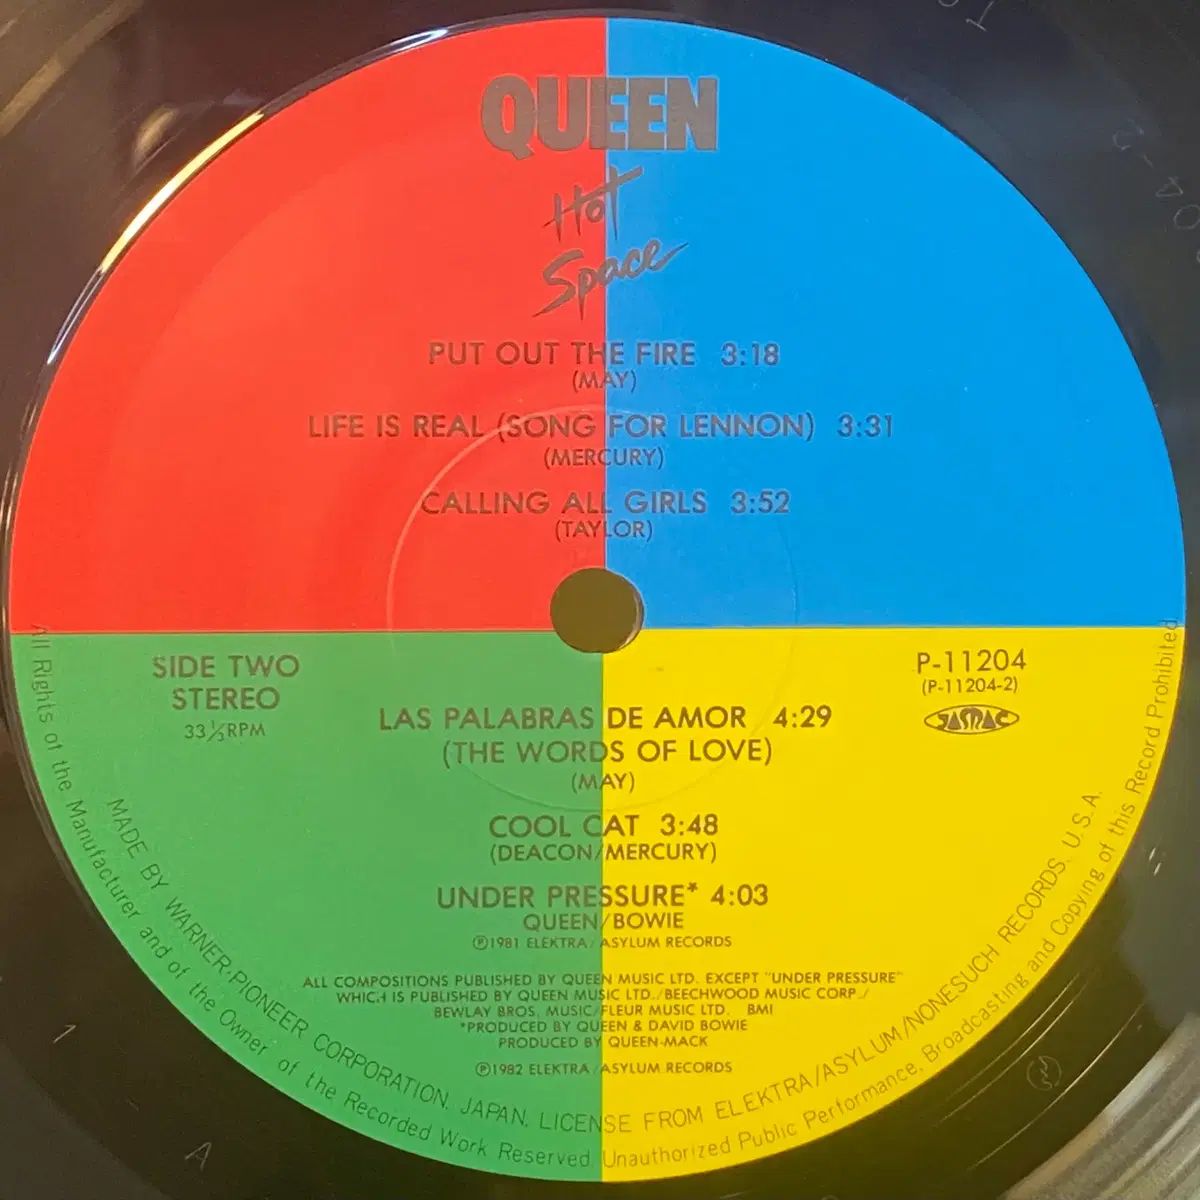 QUEEN
Hot
Space
PUT OUT THE FIRE 3:18
(MAY)
LIFE IS REAL (SONG FOR LENNON) 3:31
(MERCURY)
CALLING ALL GIRLS 3:52
(TAYLOR)
SIDE TWO
STEREO
33⅓RPM
P-11204
(P-11204-2)
JASRAC
LAS PALABRAS DE AMOR 4:29
(THE WORDS OF LOVE)
(MAY)
COOL CAT 3:48
(DEACON/MERCURY)
UNDER PRESSURE* 4:03
QUEEN/BOWIE
Ⓟ1981 ELEKTRA/ASYLUM RECORDS
ALL COMPOSITIONS PUBLISHED BY QUEEN MUSIC LTD. EXCEPT "UNDER PRESSURE"
WHICH IS PUBLISHED BY QUEEN MUSIC LTD./BEECHWOOD MUSIC CORP./
BEWLAY BROS. MUSIC/FLEUR MUSIC LTD. BMI
*PRODUCED BY QUEEN & DAVID BOWIE
PRODUCED BY QUEEN-MACK
Ⓟ1982 ELEKTRA/ASYLUM RECORDS
MADE BY WARNER-PIONEER CORPORATION, JAPAN. LICENSE FROM ELEKTRA/ASYLUM/NONESUCH RECORDS, U.S.A.
All Rights of the Manufacturer and of the Owner of the Recorded Work Reserved. Unauthorized Public Performance, Broadcasting and Copying of this Record Prohibited.
1
A